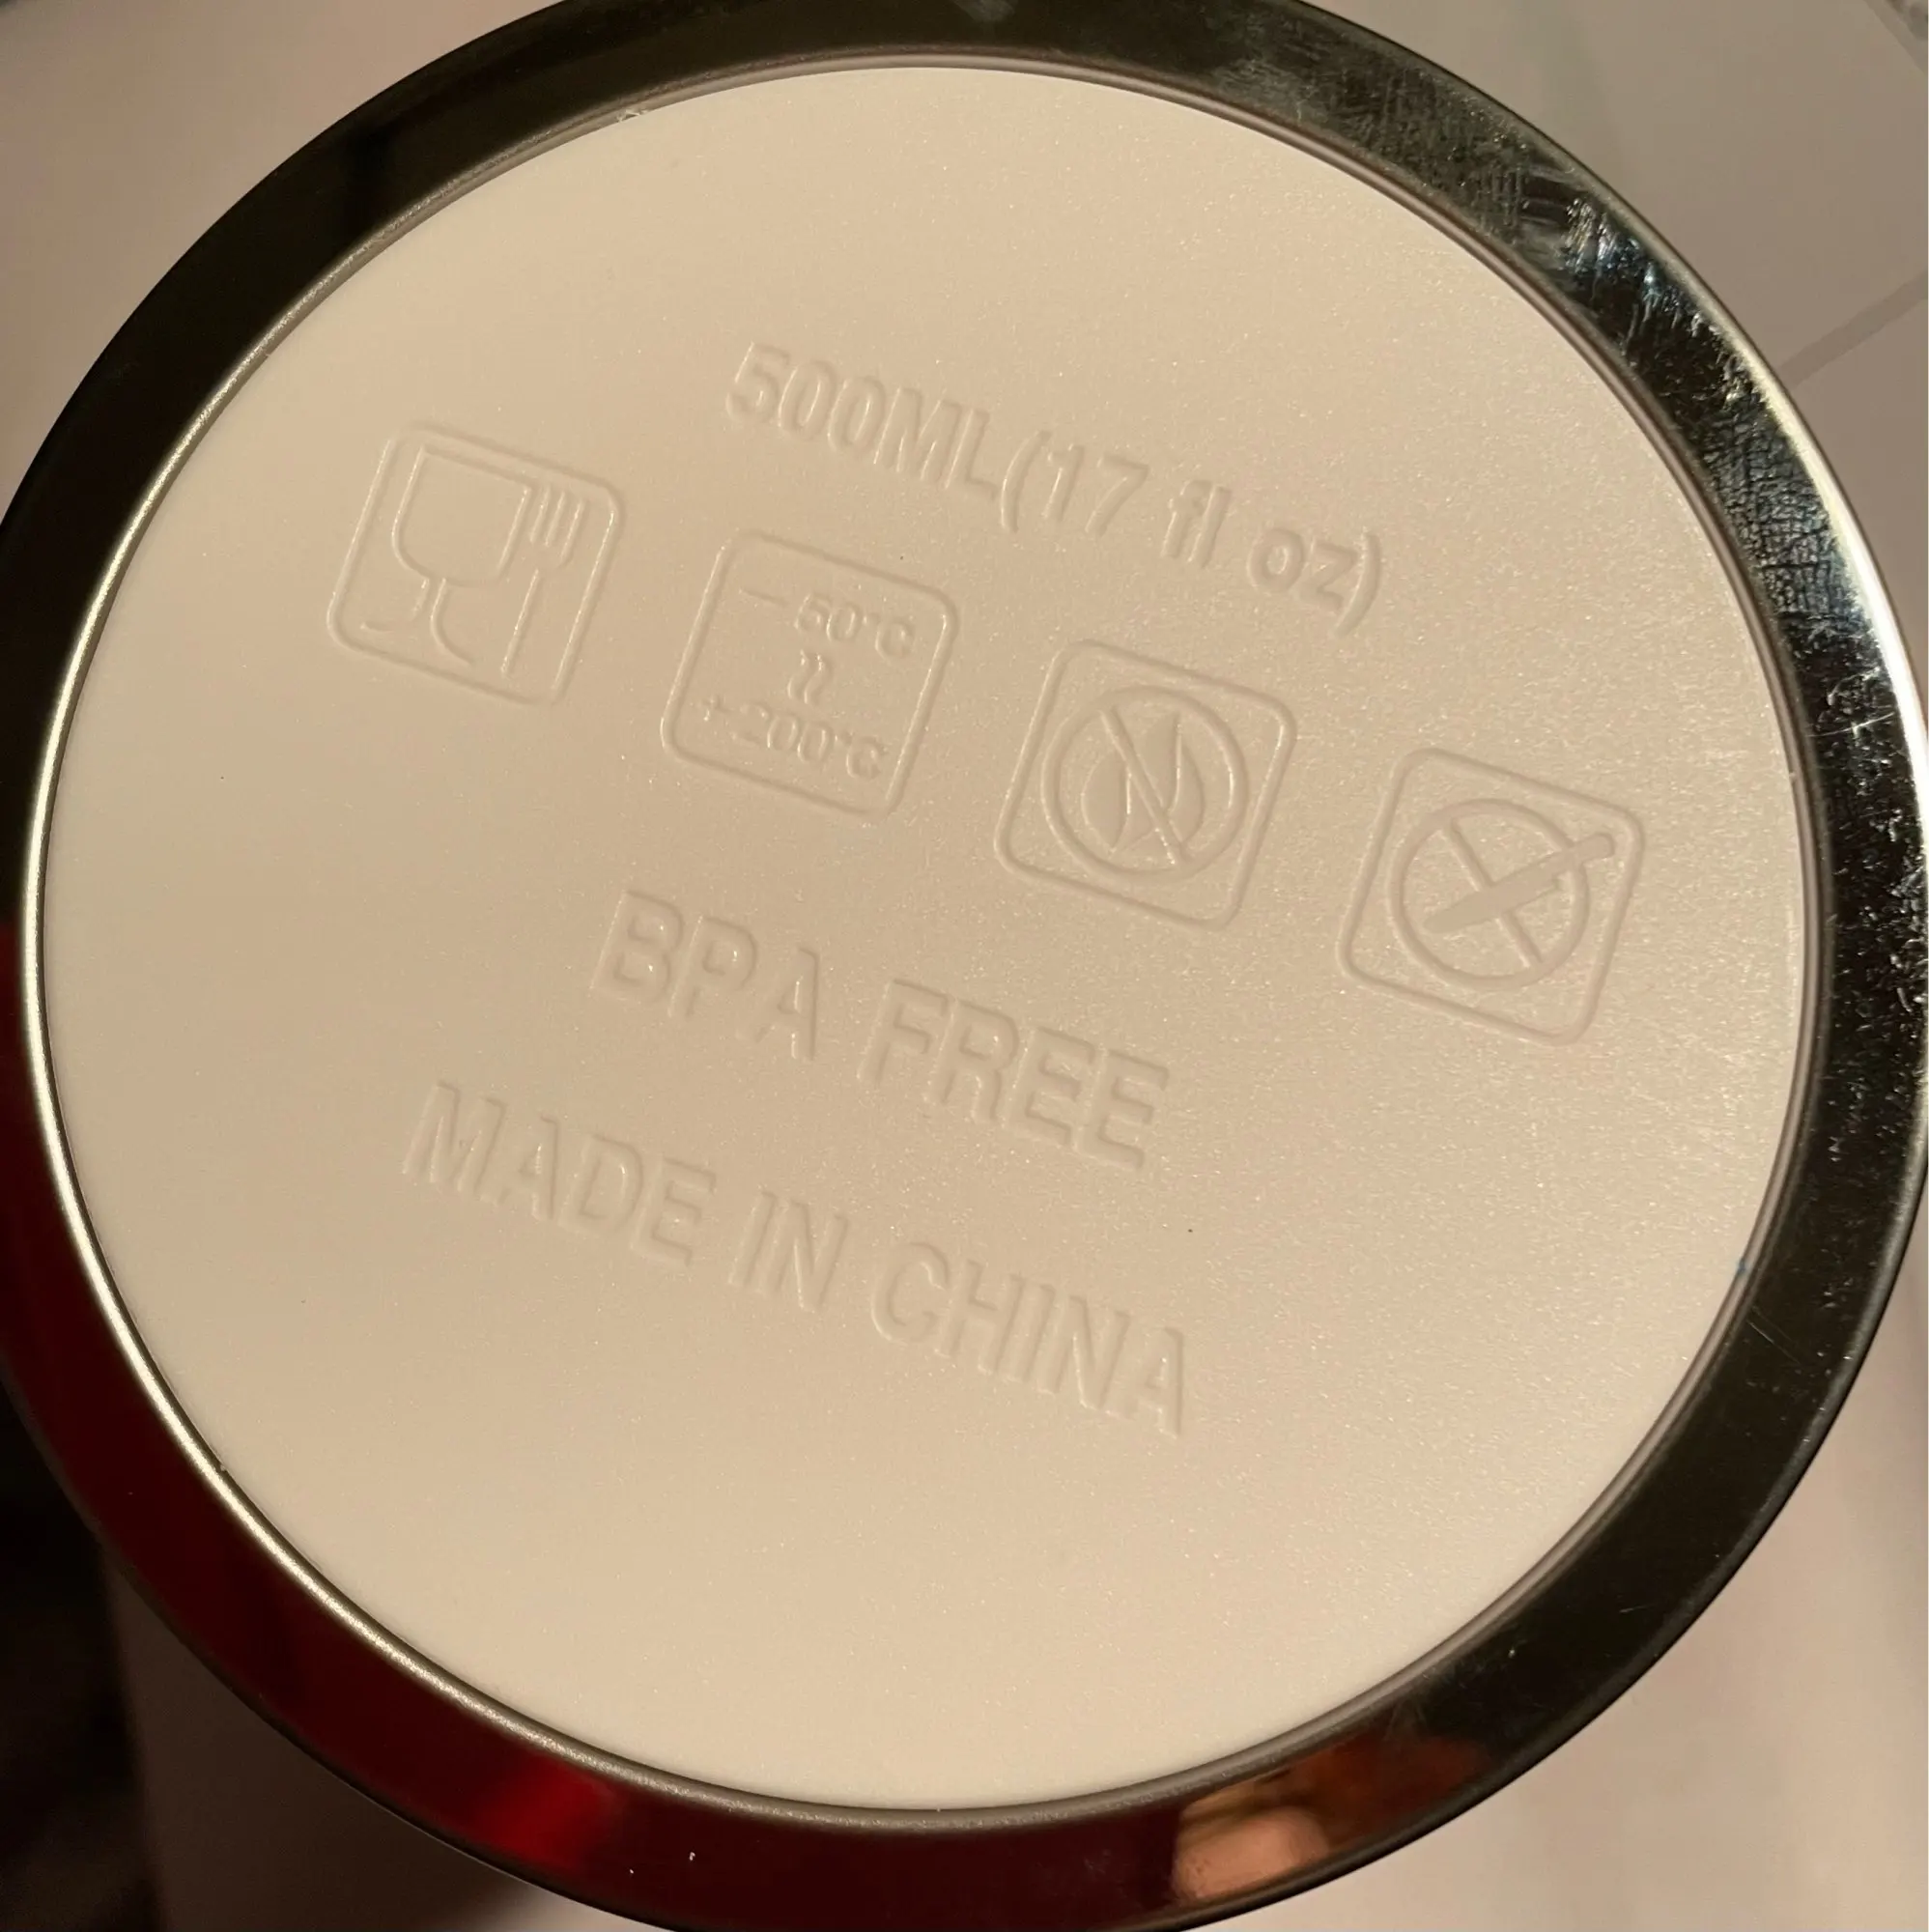 500ML(17 fl oz)
−50°C
≈
+200°C
BPA FREE
MADE IN CHINA